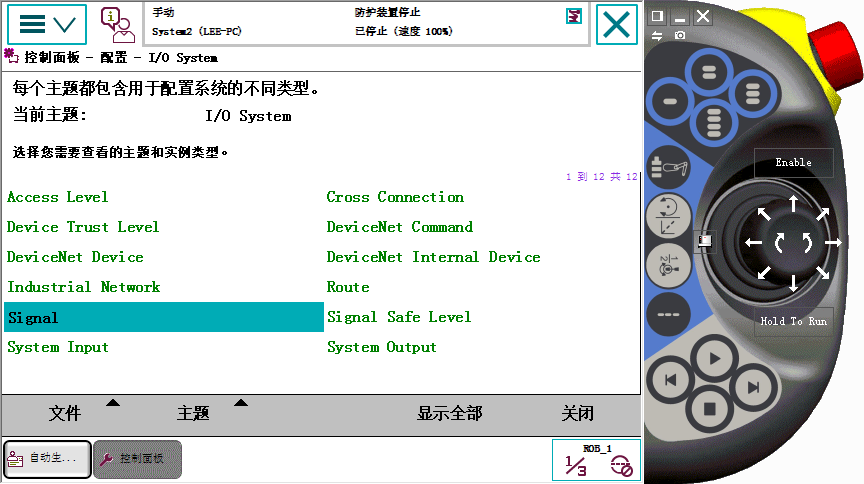 手动
防护装置停止
System2 (LEE-PC)
已停止 (速度 100%)
控制面板 - 配置 - I/O System
每个主题都包含用于配置系统的不同类型。
当前主题: I/O System
选择您需要查看的主题和实例类型。
1 到 12 共 12
Access Level
Cross Connection
Device Trust Level
DeviceNet Command
DeviceNet Device
DeviceNet Internal Device
Industrial Network
Route
Signal
Signal Safe Level
System Input
System Output
文件
主题
显示全部
关闭
自动生...
控制面板
ROB_1
1/3
Enable
Hold To Run